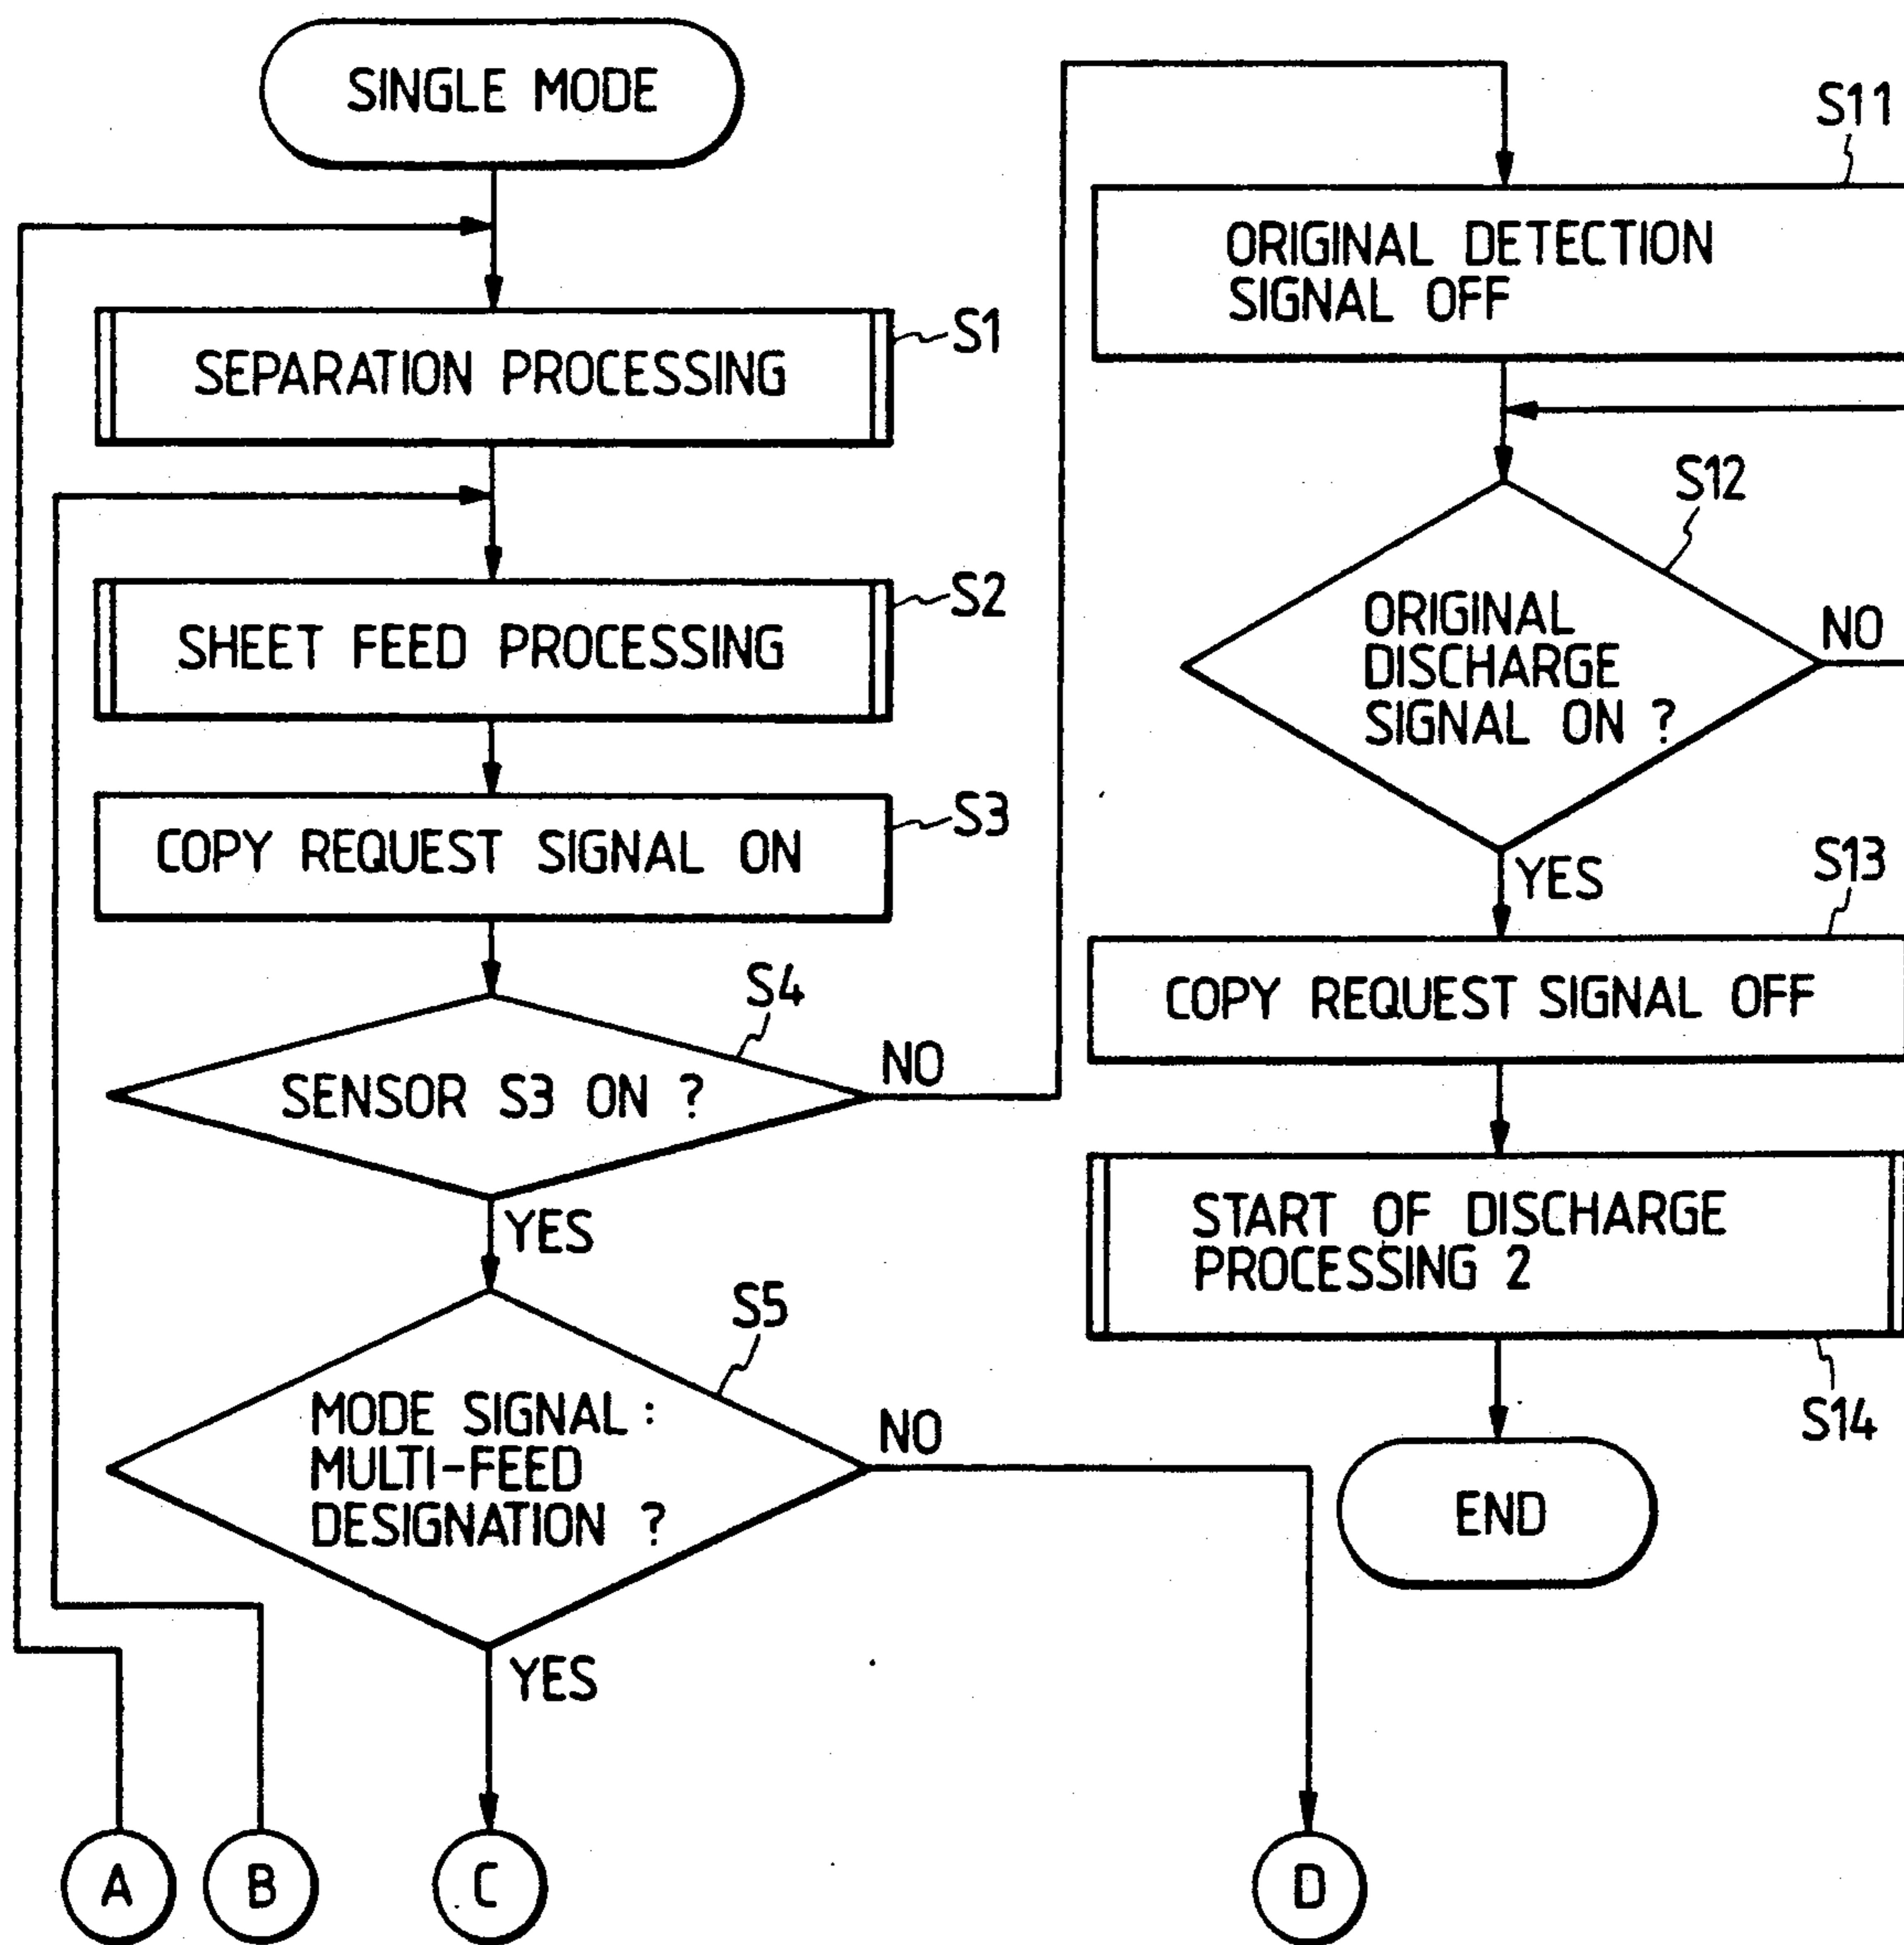 SINGLE MODE
SEPARATION PROCESSING
S1
SHEET FEED PROCESSING
S2
COPY REQUEST SIGNAL ON
S3
SENSOR S3 ON ?
S4
NO
YES
MODE SIGNAL :
MULTI-FEED
DESIGNATION ?
S5
NO
YES
A
B
C
D
S11
ORIGINAL DETECTION
SIGNAL OFF
S12
ORIGINAL
DISCHARGE
SIGNAL ON ?
NO
YES
S13
COPY REQUEST SIGNAL OFF
START OF DISCHARGE
PROCESSING 2
S14
END